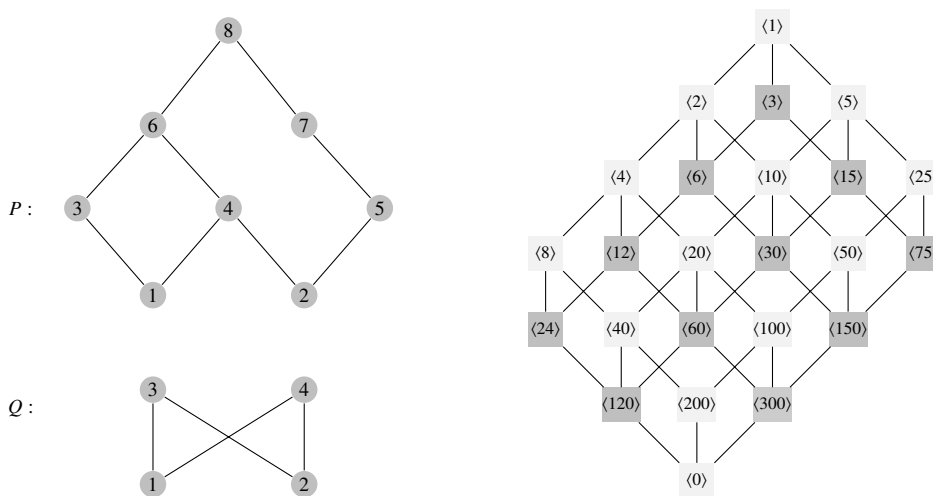 P :
8
6 7
3 4 5
1 2
Q :
3 4
1 2
⟨1⟩
⟨2⟩ ⟨3⟩ ⟨5⟩
⟨4⟩ ⟨6⟩ ⟨10⟩ ⟨15⟩ ⟨25
⟨8⟩ ⟨12⟩ ⟨20⟩ ⟨30⟩ ⟨50⟩ ⟨75
⟨24⟩ ⟨40⟩ ⟨60⟩ ⟨100⟩ ⟨150⟩
⟨120⟩ ⟨200⟩ ⟨300⟩
⟨0⟩